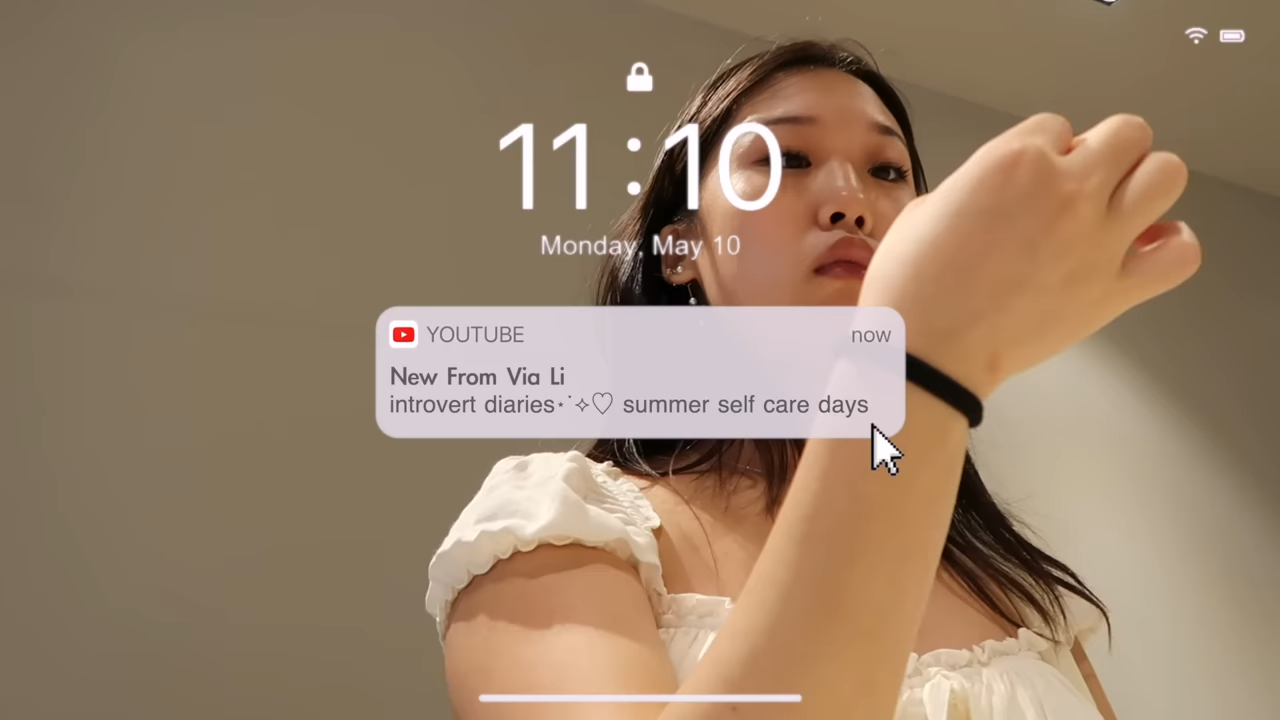 11:10
Monday, May 10
YOUTUBE now
New From Via Li
introvert diaries⋆˙✧♡ summer self care days